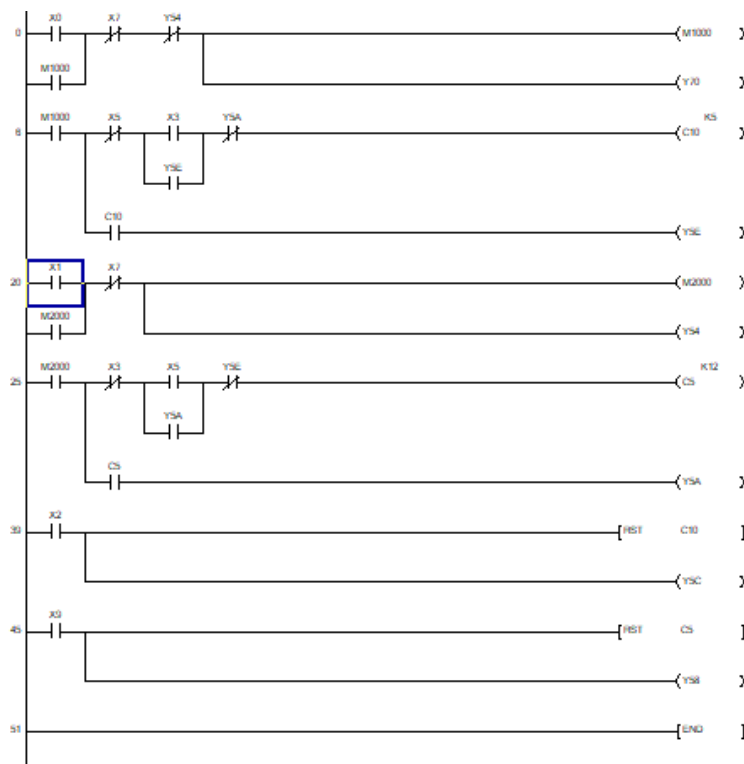 X0 X7 Y54
0 M1000
M1000
Y70
M1000 X5 X3 Y5A K5
6 C10
Y5E
C10
Y5E
X1 X7
20 M2000
M2000
Y54
M2000 X3 X5 Y5E K12
25 C5
Y5A
C5
Y5A
X2
39 RST C10
Y5C
X9
45 RST C5
Y58
51 END